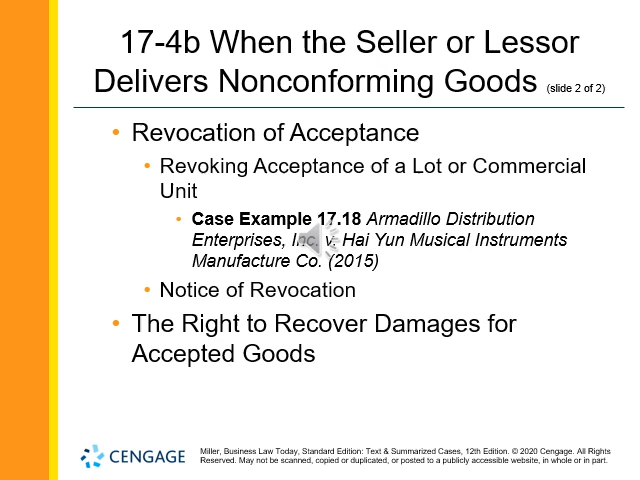 17-4b When the Seller or Lessor
Delivers Nonconforming Goods (slide 2 of 2)
• Revocation of Acceptance
• Revoking Acceptance of a Lot or Commercial
Unit
• Case Example 17.18 Armadillo Distribution
Enterprises, Inc. v. Hai Yun Musical Instruments
Manufacture Co. (2015)
• Notice of Revocation
• The Right to Recover Damages for
Accepted Goods
CENGAGE
Miller, Business Law Today, Standard Edition: Text & Summarized Cases, 12th Edition. © 2020 Cengage. All Rights
Reserved. May not be scanned, copied or duplicated, or posted to a publicly accessible website, in whole or in part.